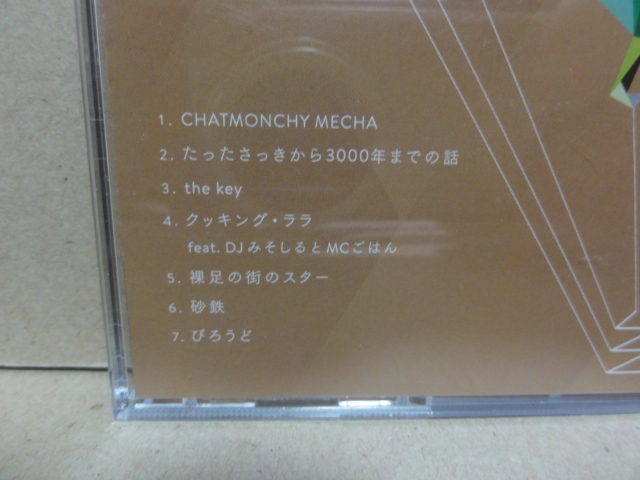 1. CHATMONCHY MECHA
2. たったさっきから3000年までの話
3. the key
4. クッキング・ララ
feat. DJみそしるとMCごはん
5. 裸足の街のスター
6. 砂鉄
7. びろうど